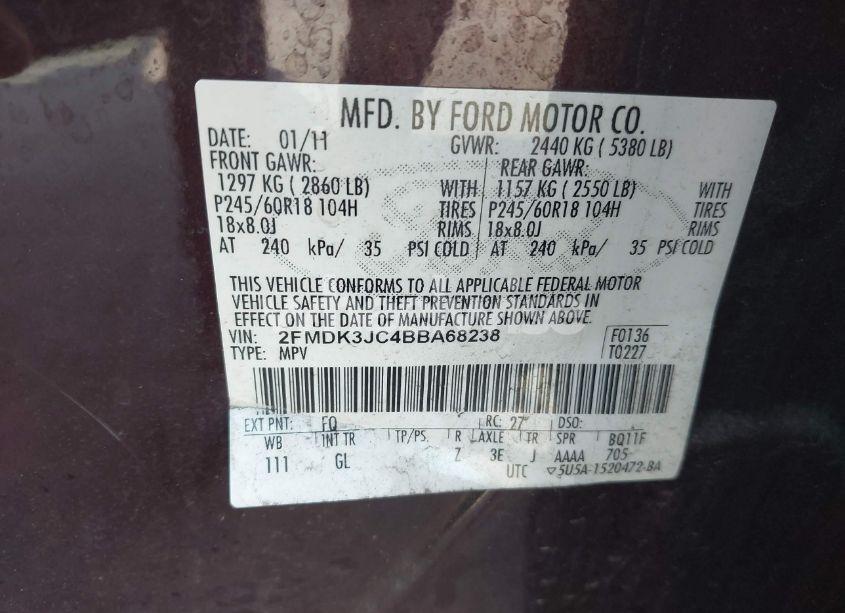 MFD. BY FORD MOTOR CO.
DATE: 01/11 GVWR: 2440 KG ( 5380 LB)
FRONT GAWR: REAR GAWR:
1297 KG ( 2860 LB) WITH 1157 KG ( 2550 LB) WITH
P245/60R18 104H TIRES P245/60R18 104H TIRES
18x8.0J RIMS 18x8.0J RIMS
AT 240 kPa/ 35 PSI COLD AT 240 kPa/ 35 PSI COLD
THIS VEHICLE CONFORMS TO ALL APPLICABLE FEDERAL MOTOR
VEHICLE SAFETY AND THEFT PREVENTION STANDARDS IN
EFFECT ON THE DATE OF MANUFACTURE SHOWN ABOVE.
VIN: 2FMDK3JC4BBA68238 F0136
TYPE: MPV T0227
EXT PNT: FQ RC: 27 DSO:
WB INT TR TP/PS R AXLE TR SPR BQ11F
111 GL Z 3E J AAAA 705
UTC 5U5A-1520472-BA